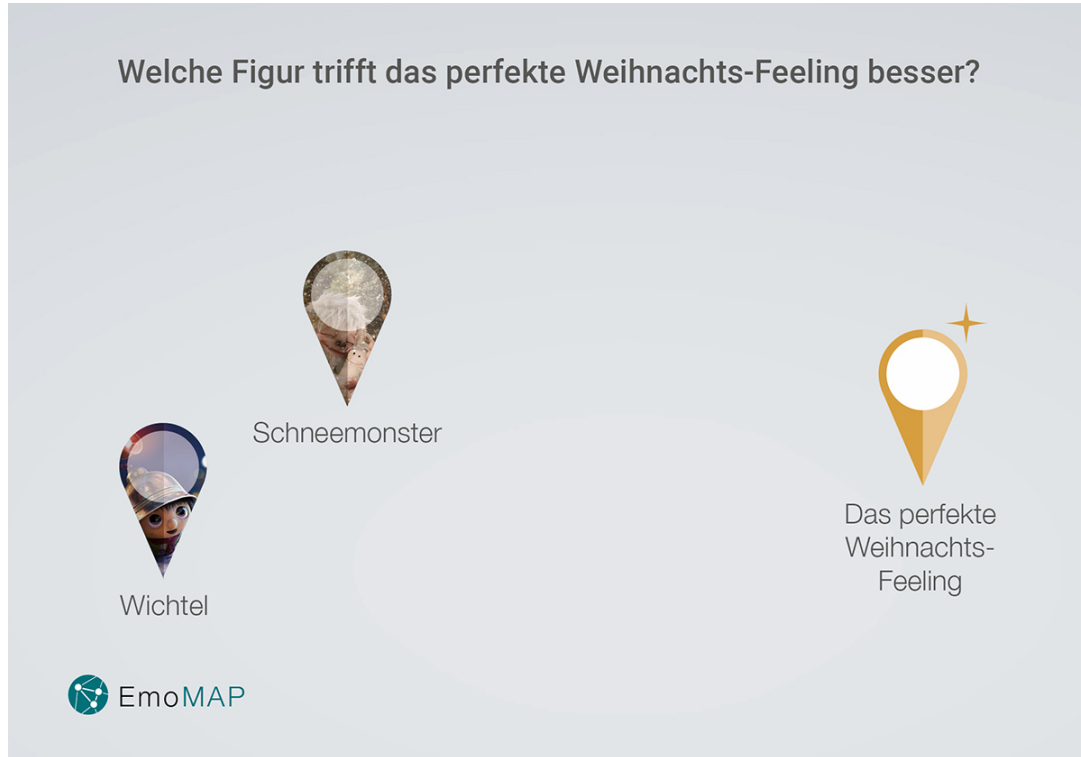 Welche Figur trifft das perfekte Weihnachts-Feeling besser?
Schneemonster
Wichtel
Das perfekte
Weihnachts-
Feeling
EmoMAP